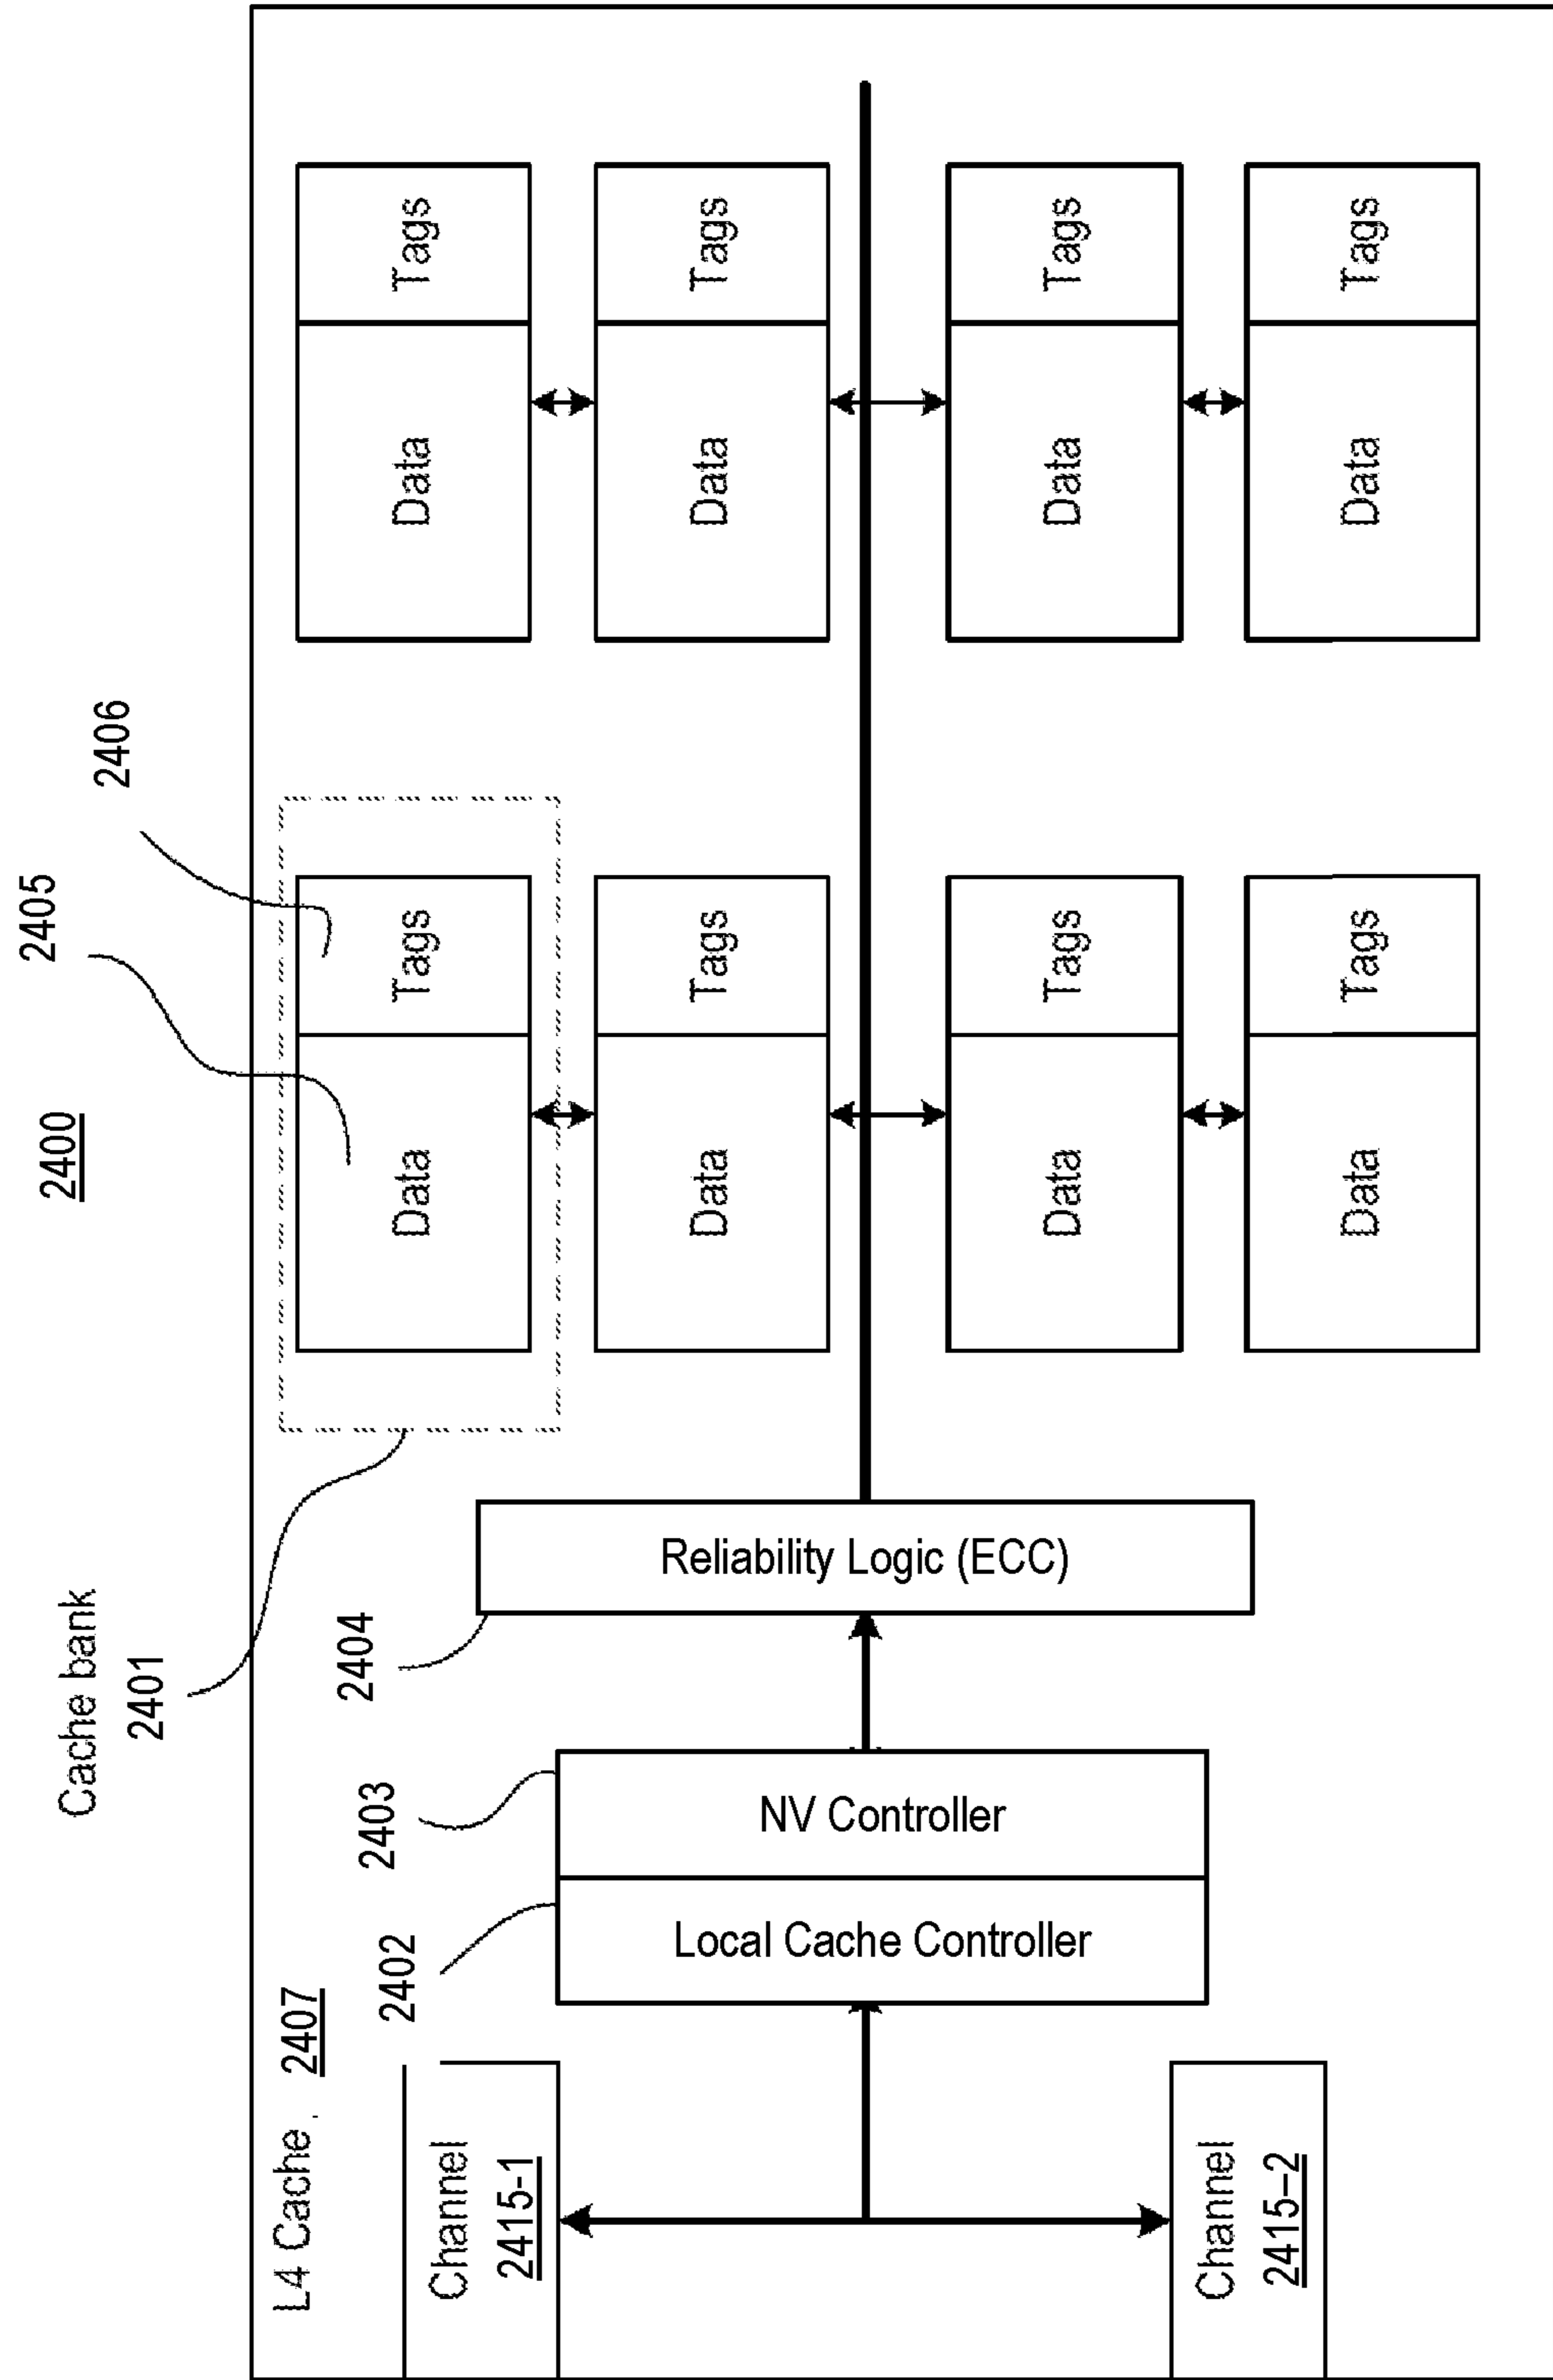 2400
Cache bank
2401
2405
2406
L4 Cache
2407
Channel
2415-1
2402
2403
2404
Local Cache Controller
NV Controller
Reliability Logic (ECC)
Channel
2415-2
Data
Tags
Data
Tags
Data
Tags
Data
Tags
Data
Tags
Data
Tags
Data
Tags
Data
Tags